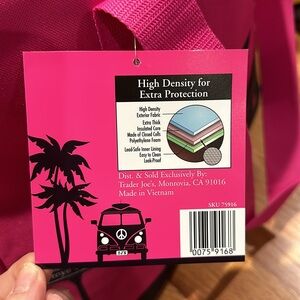 High Density for
Extra Protection
High Density
Exterior Fabric
Extra Thick
Insulated Core
Made of Closed Cells
Polyethylene Foam
Lead-Safe Inner Lining
Easy to Clean
Leak Proof
Dist. & Sold Exclusively By:
Trader Joe's, Monrovia, CA 91016
Made in Vietnam
SKU 75916
0075 9168